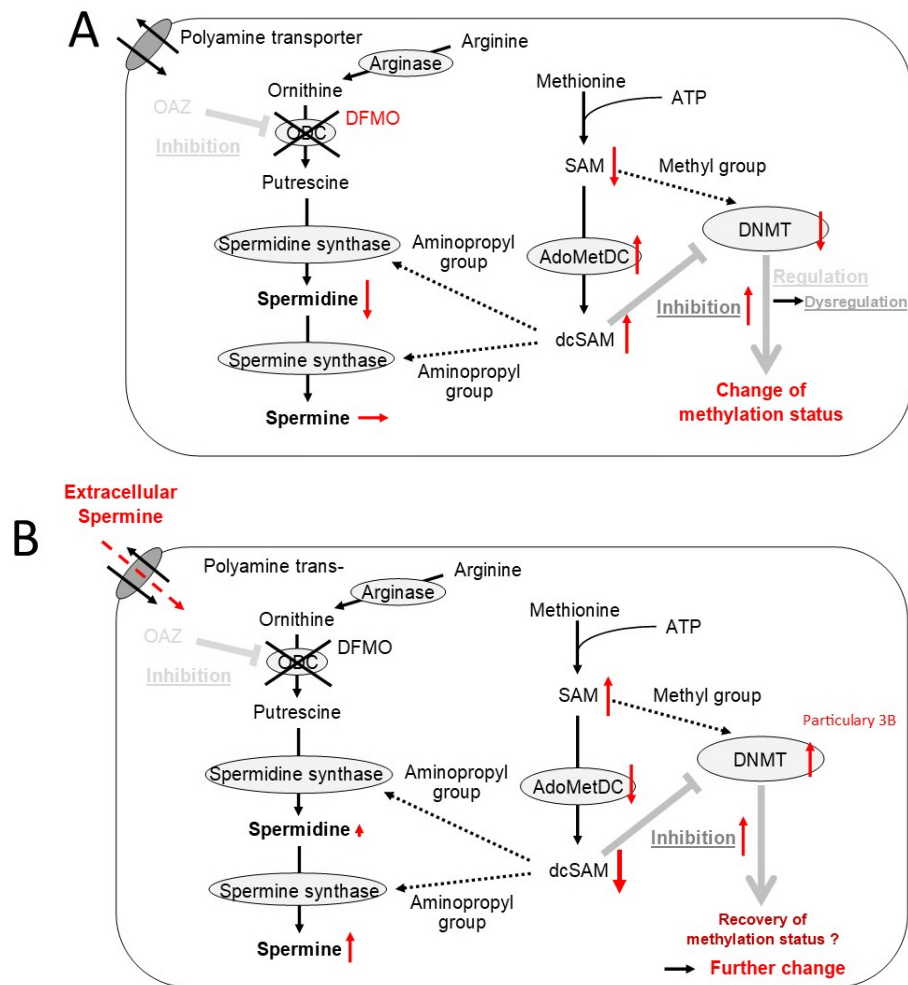 A
Polyamine transporter
Arginine
Arginase
Ornithine
OAZ
Inhibition
ODC
DFMO
Putrescine
Spermidine synthase
Aminopropyl
group
Spermidine
Spermine synthase
Aminopropyl
group
Spermine
Methionine
ATP
SAM
Methyl group
DNMT
AdoMetDC
Regulation
Dysregulation
Inhibition
dcSAM
Change of
methylation status
Extracellular
Spermine
B
Polyamine trans-
Arginine
Arginase
Ornithine
OAZ
Inhibition
ODC
DFMO
Putrescine
Spermidine synthase
Aminopropyl
group
Spermidine
Spermine synthase
Aminopropyl
group
Spermine
Methionine
ATP
SAM
Methyl group
Particulary 3B
DNMT
AdoMetDC
Inhibition
dcSAM
Recovery of
methylation status ?
Further change